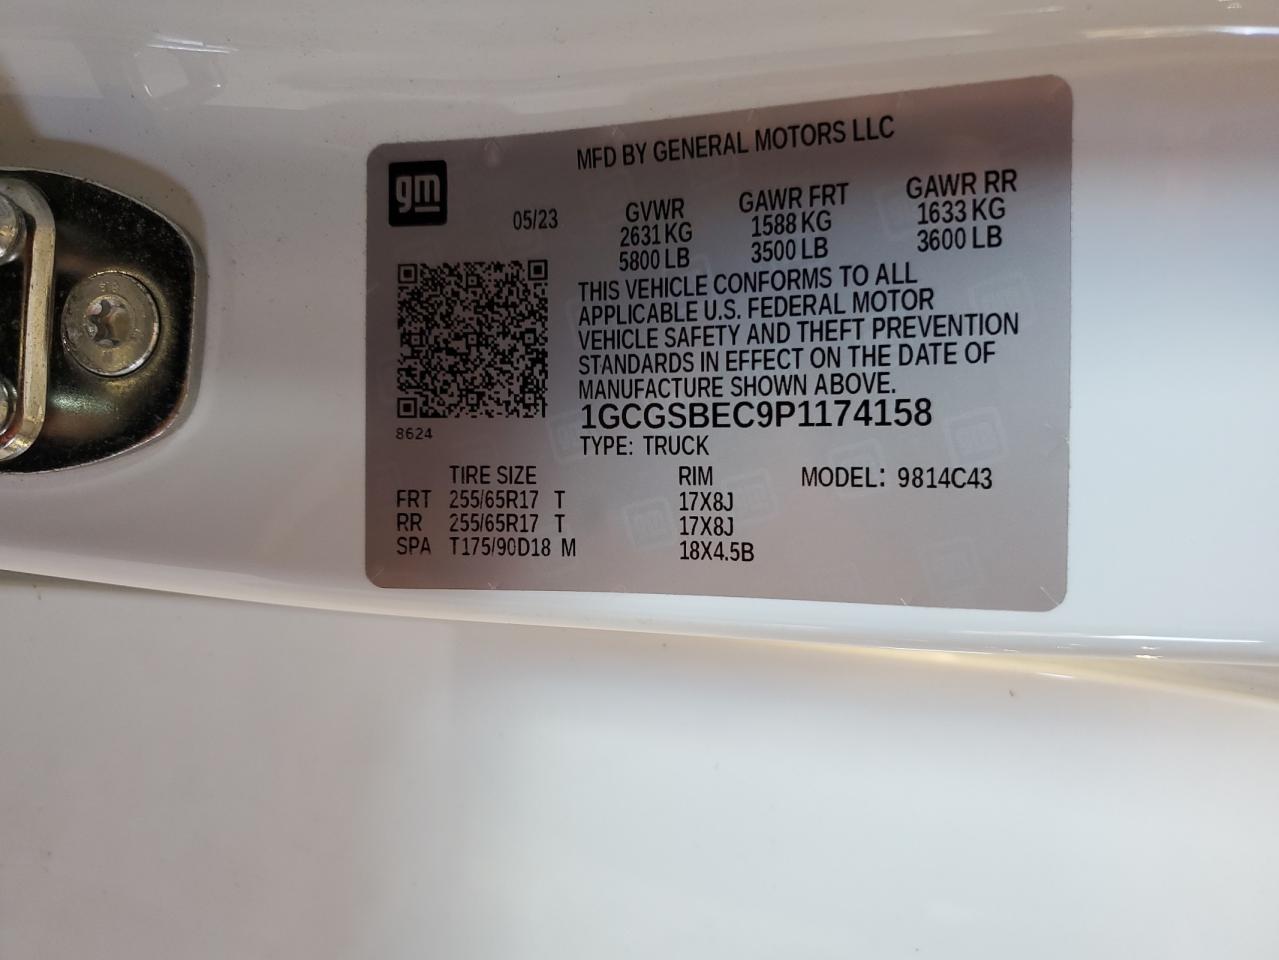 gm
MFD BY GENERAL MOTORS LLC
05/23
GVWR
2631 KG
5800 LB
GAWR FRT
1588 KG
3500 LB
GAWR RR
1633 KG
3600 LB
THIS VEHICLE CONFORMS TO ALL
APPLICABLE U.S. FEDERAL MOTOR
VEHICLE SAFETY AND THEFT PREVENTION
STANDARDS IN EFFECT ON THE DATE OF
MANUFACTURE SHOWN ABOVE.
1GCGSBEC9P1174158
8624
TYPE: TRUCK
TIRE SIZE RIM MODEL: 9814C43
FRT 255/65R17 T 17X8J
RR 255/65R17 T 17X8J
SPA T175/90D18 M 18X4.5B